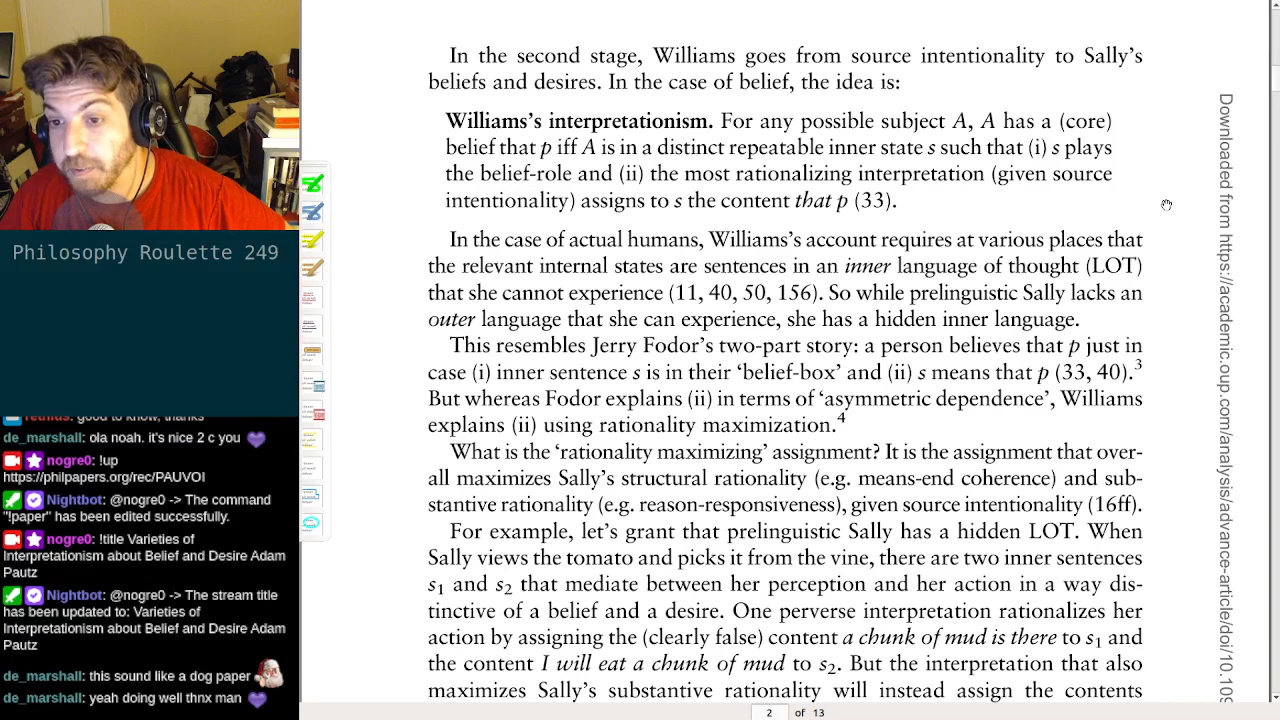 In the second stage, Williams goes from source intentionality to Sally's
beliefs and desires. In the case of belief, the idea is:
Williams's interpretationism. For any possible subject A, A has a (core)
belief that p iff A is in a distinct repeatable inner state s such that (i) s plays
the belief-role and (ii) the most rationalizing interpretation (given source
intentionality) assigns to s the content that p (33).
In the case of actual humans, Williams's account requires at various places that
the relevant internal states are sentences in an inner language of thought (LOT)
that we can call 'Mentalese' (11, 40, 49, 156). So, while Sally lacks an
outer language that she can experience, she has a hidden inner language.
This resembles Jerry Fodor's two-part story: a person believes that p just in
case (i) inner sentence s is in their 'belief-box' and (ii) s means that p (33, 40).³
But whereas Fodor explains (ii) in terms of 'asymmetric dependence', Williams
explains (ii) using rationality maximization.
What is the 'rationality maximizing' assignment? It is the assignment that over-
all maximizes Sally's structural rationality (e.g. means-end coherence) and sub-
stantive rationality (e.g. responding to evidence given in source intentionality (ff).
For example, it's given that though languageless, Sally has a hidden LOT. When
Sally views the tomato and picks it from the vine, there are two inner sentences
s1 and s2 that mediate between her perception and her action in a way dis-
tinctive of a belief and a desire. One perverse interpretation rationalizes her
action by assigning the (clearly false) content a chunk of mud is there to s1 and
the content I will eat a chunk of mud to s2. But the interpretation that also
maximizes Sally's substantive rationality will instead assign the contents
Downloaded from https://academic.oup.com/analysis/advance-article/doi/10.109
Philosophy Roulette 249
good to know, thanks
de_marshall: ola noah. it's nice 2 c you
nogre0: !up
https://philpapers.org/rec/PAUVOI
Nightbot: @nogre0 -> The command
"!paper" has been edited successfully.
nogre0: !title Varieties of
Interpretationism about Belief and Desire Adam
Pautz
Nightbot: @nogre0 -> The stream title
has been updated to: Varieties of
Interpretationism about Belief and Desire Adam
Pautz
de_marshall: this sound like a dog paper
de_marshall: yeah doing well thnx man
2 of 13